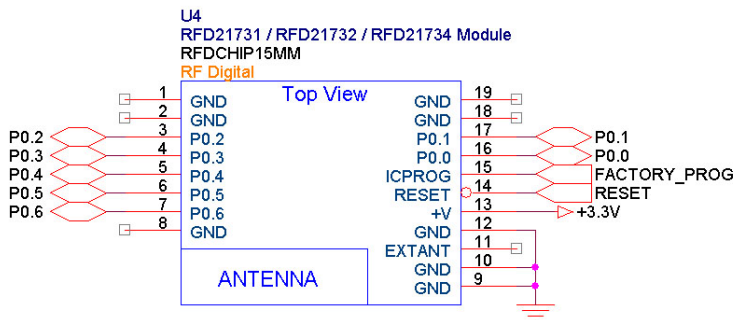 U4
RFD21731 / RFD21732 / RFD21734 Module
RFDCHIP15MM
RF Digital
Top View
1 GND GND 19
2 GND GND 18
P0.2 3 P0.2 P0.1 17 P0.1
P0.3 4 P0.3 P0.0 16 P0.0
P0.4 5 P0.4 ICPROG 15 FACTORY_PROG
P0.5 6 P0.5 RESET 14 RESET
P0.6 7 P0.6 +V 13 +3.3V
8 GND GND 12
EXTANT 11
ANTENNA
GND 10
GND 9